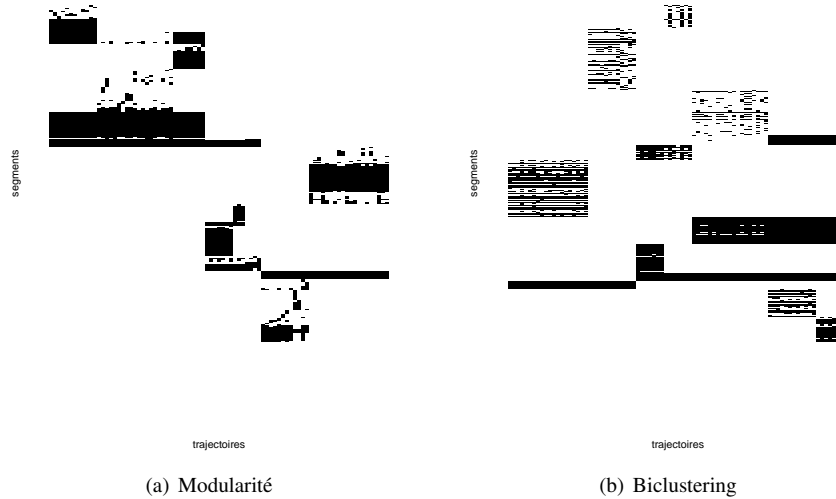 segments
segments
trajectoires
trajectoires
(a) Modularité
(b) Biclustering